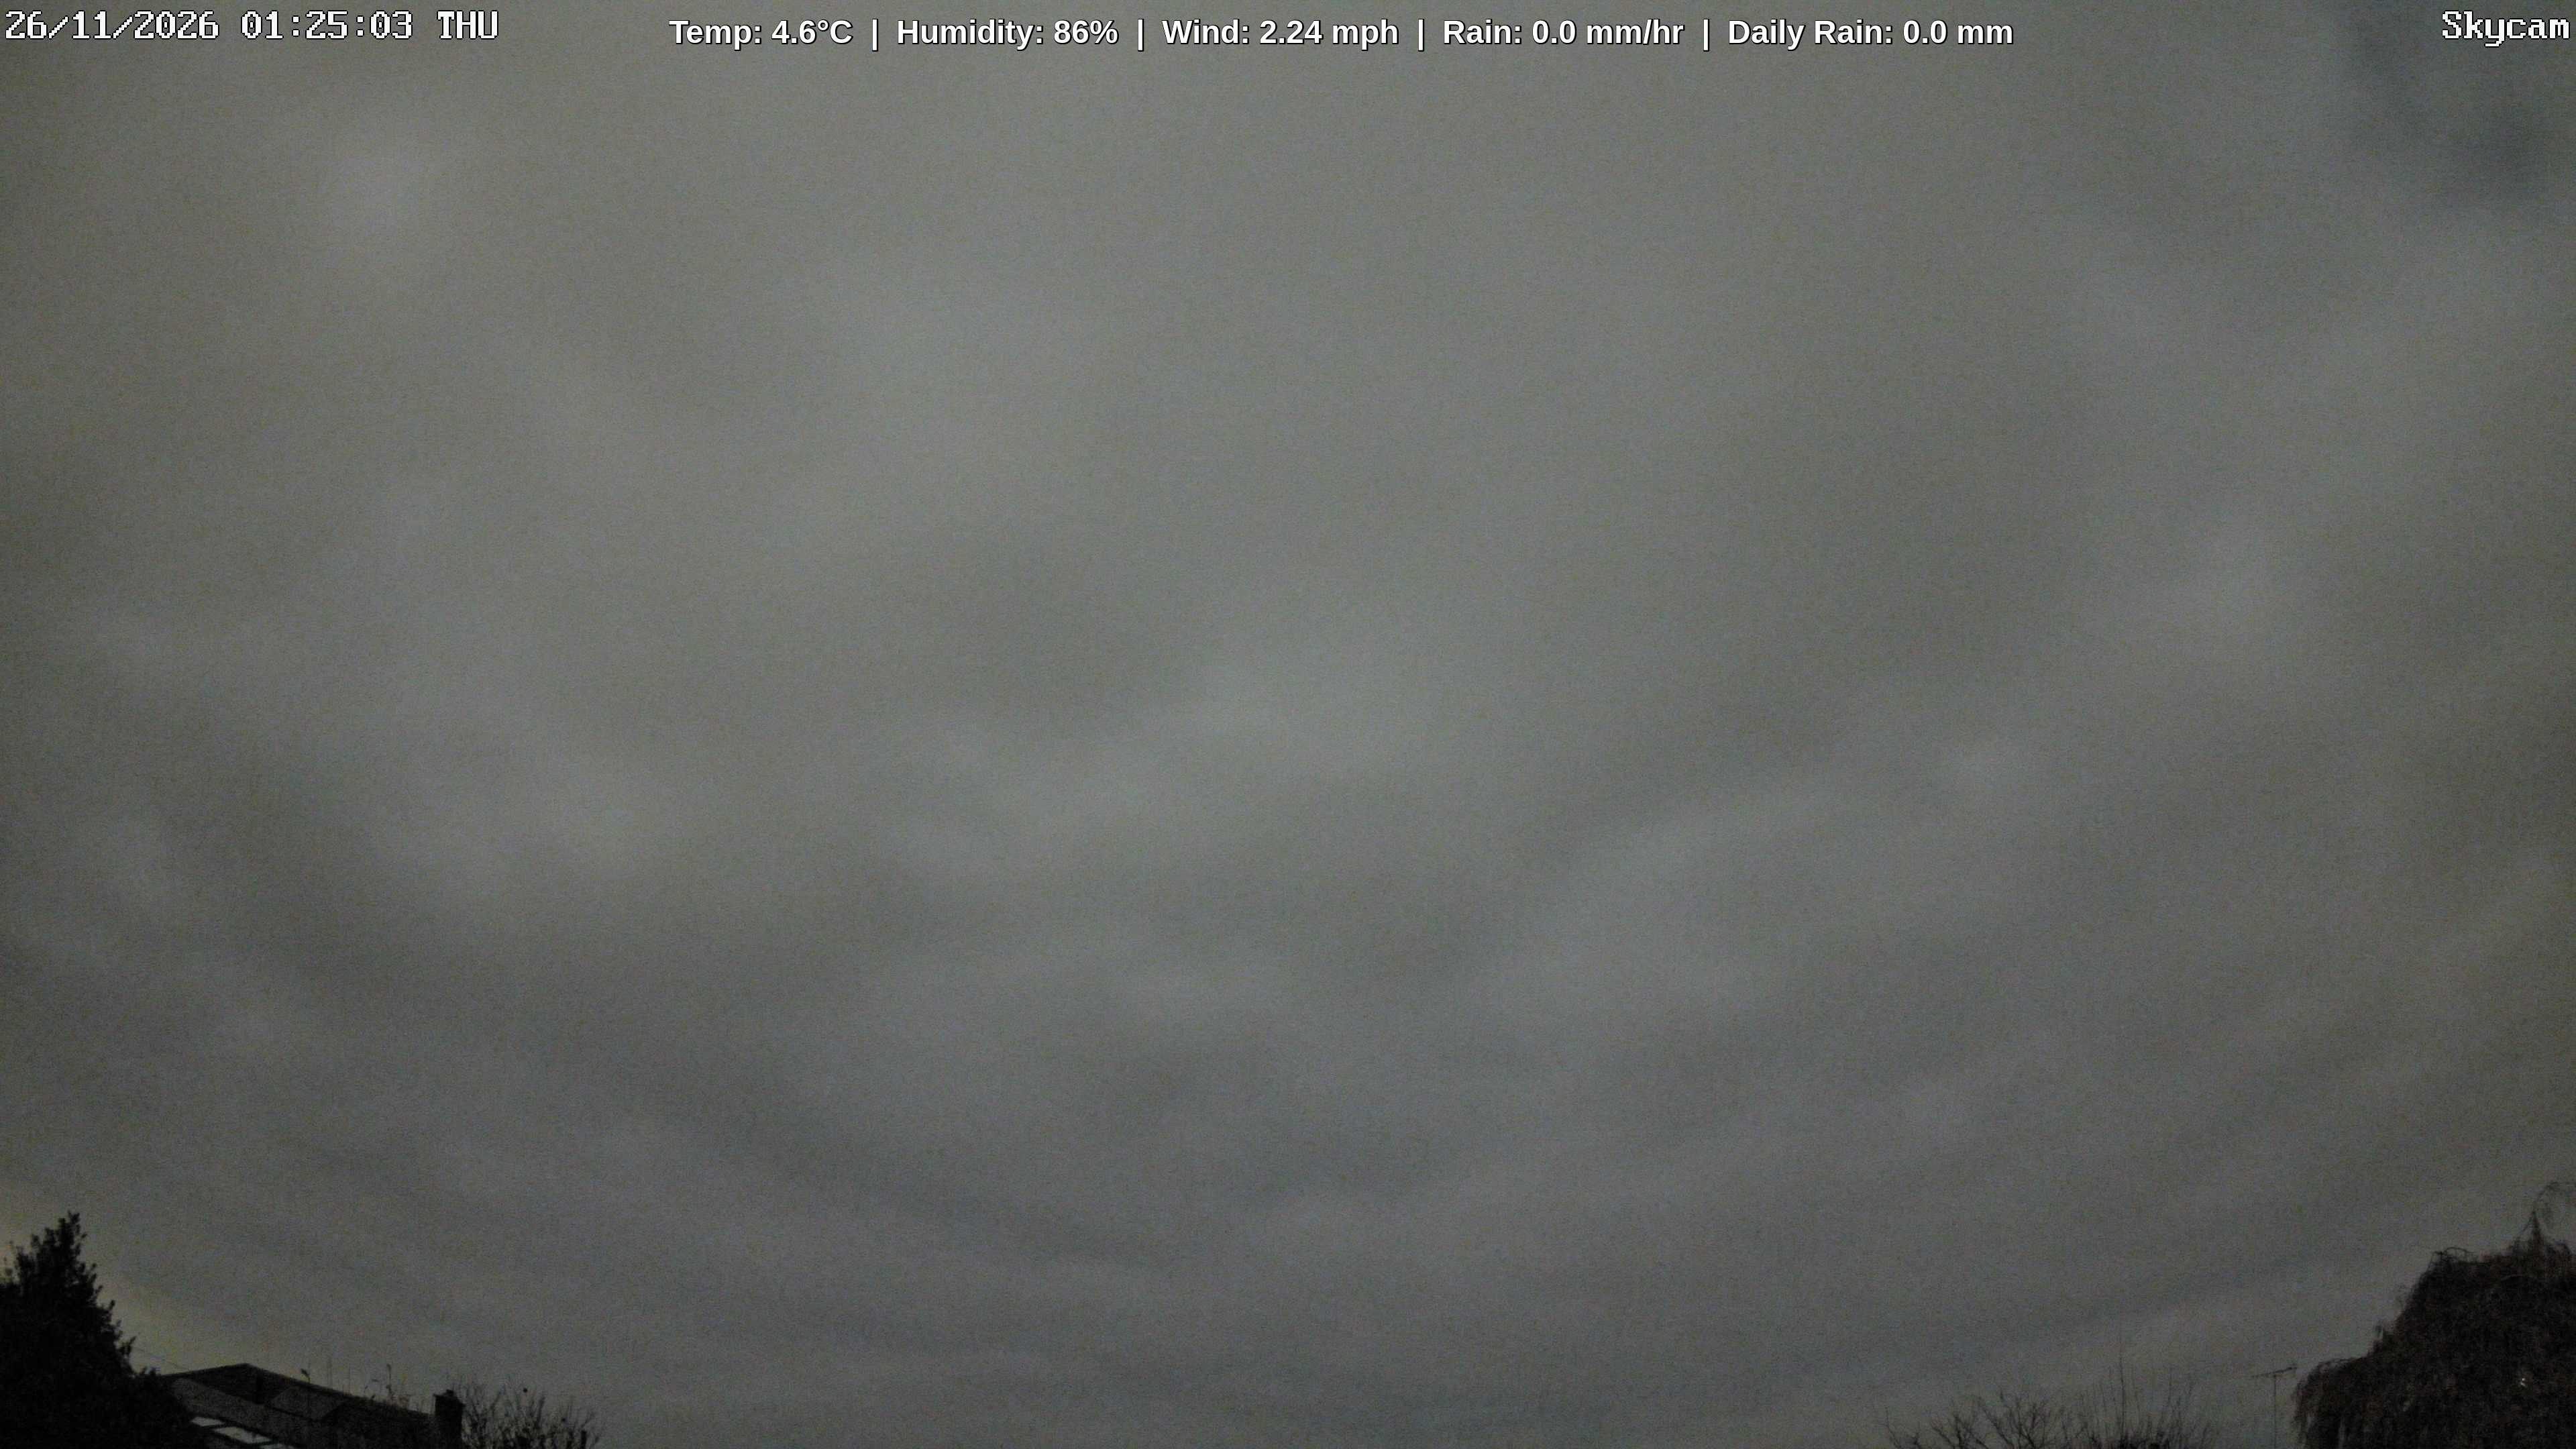 26/11/2026 01:25:03 THU
Temp: 4.6°C | Humidity: 86% | Wind: 2.24 mph | Rain: 0.0 mm/hr | Daily Rain: 0.0 mm
Skycam